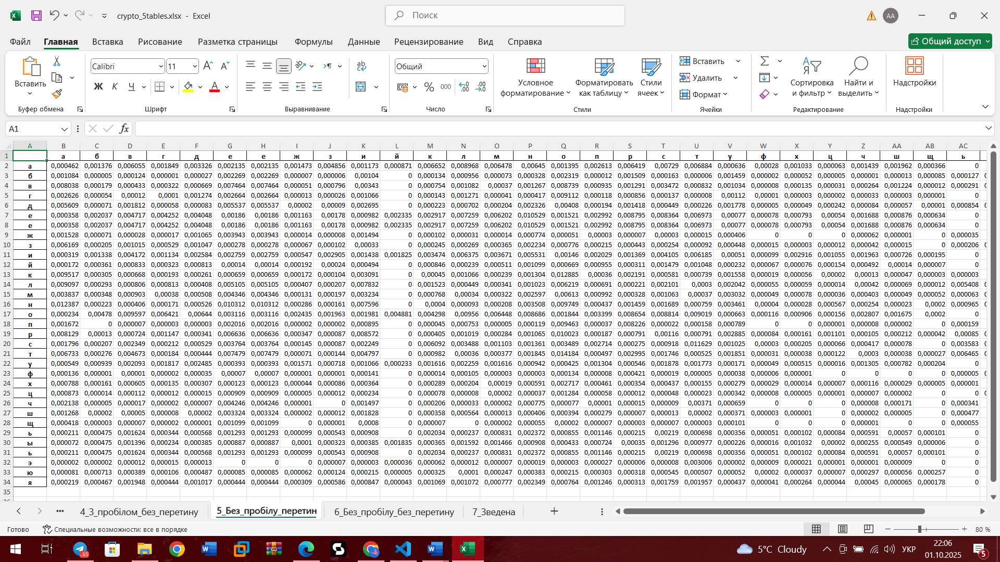 crypto_5tables.xlsx - Excel
Поиск
AA
Файл Главная Вставка Рисование Разметка страницы Формулы Данные Рецензирование Вид Справка Общий доступ
Вставить
Буфер обмена
Calibri 11
Ж К Ч
Шрифт
Выравнивание
Общий
% 000
Число
Условное форматирование
Форматировать как таблицу
Стили ячеек
Стили
Вставить
Удалить
Формат
Ячейки
Сортировка и фильтр
Найти и выделить
Редактирование
Надстройки
Надстройки
A1 fx
A B C D E F G H I J K L M N O P Q R S T U V W X Y Z AA AB AC
1 а б в г д е е ж з и й к л м н о п р с т у ф х ц ч ш щ ь
2 а 0,000462 0,001376 0,006055 0,001849 0,003326 0,002135 0,002135 0,001473 0,004856 0,001173 0,000871 0,006652 0,008968 0,006478 0,00645 0,001395 0,002613 0,006419 0,00729 0,006884 0,000636 0,00028 0,001033 0,000063 0,001439 0,001962 0,000366 0
3 б 0,001084 0,000005 0,000124 0,000001 0,000027 0,002269 0,002269 0,000007 0,000006 0,00104 0 0,000134 0,000956 0,000073 0,000328 0,002319 0,000012 0,001509 0,000163 0,000006 0,001459 0,000002 0,000052 0,000005 0,000001 0,000013 0,000085 0,000127
4 в 0,008038 0,000179 0,000433 0,000322 0,000669 0,007464 0,007464 0,000051 0,000796 0,00343 0 0,000754 0,001082 0,00037 0,001267 0,008739 0,000935 0,001291 0,003472 0,000832 0,001034 0,000008 0,000135 0,000031 0,000264 0,001224 0,000012 0,000291
5 г 0,002626 0,000054 0,00012 0,0001 0,001274 0,002664 0,002664 0,000013 0,000026 0,001066 0 0,000143 0,001271 0,000041 0,000417 0,009112 0,000118 0,000856 0,000137 0,000008 0,00112 0,00001 0,000003 0,000002 0,000033 0,000003 0,000001 0
6 д 0,005609 0,000071 0,001812 0,000058 0,000083 0,005537 0,005537 0,00002 0,00009 0,002695 0 0,000223 0,000702 0,000204 0,002326 0,00408 0,000194 0,001418 0,000449 0,000226 0,001778 0,000005 0,000049 0,000242 0,000084 0,000057 0,00001 0,000854
7 е 0,000358 0,002037 0,004717 0,004252 0,004048 0,00186 0,00186 0,001163 0,00178 0,000982 0,002335 0,002917 0,007259 0,006202 0,010529 0,001521 0,002992 0,008795 0,008364 0,006973 0,00077 0,000078 0,000793 0,00054 0,001688 0,000876 0,000634 0
8 е 0,000358 0,002037 0,004717 0,004252 0,004048 0,00186 0,00186 0,001163 0,00178 0,000982 0,002335 0,002917 0,007259 0,006202 0,010529 0,001521 0,002992 0,008795 0,008364 0,006973 0,00077 0,000078 0,000793 0,00054 0,001688 0,000876 0,000634 0
9 ж 0,001528 0,000071 0,000028 0,000017 0,001065 0,003943 0,003943 0,000014 0,000008 0,001494 0 0,000102 0,000031 0,000014 0,000774 0,000051 0,00003 0,000007 0,00003 0,000015 0,000406 0 0 0 0,000062 0,000001 0 0,000035
10 з 0,006169 0,000205 0,001015 0,000529 0,001047 0,000278 0,000278 0,000067 0,000102 0,00033 0 0,000245 0,000269 0,000365 0,002234 0,000776 0,000215 0,000443 0,000254 0,000092 0,000448 0,000015 0,000003 0,000012 0,000042 0,000015 0 0,000206
11 и 0,000319 0,001338 0,004172 0,001134 0,002584 0,002759 0,002759 0,000547 0,002905 0,001438 0,001825 0,003474 0,006375 0,003671 0,005531 0,00146 0,002029 0,001369 0,004105 0,006185 0,00051 0,000099 0,002916 0,001055 0,001963 0,000726 0,000195 0
12 й 0,000172 0,000361 0,000833 0,000323 0,000813 0,00014 0,00014 0,000192 0,00024 0,000494 0 0,000846 0,000239 0,000511 0,001099 0,000669 0,000955 0,000311 0,001479 0,001048 0,000232 0,000067 0,000076 0,000154 0,000492 0,00014 0,000007 0
13 к 0,009517 0,000305 0,000668 0,000193 0,000261 0,000659 0,000659 0,000172 0,000104 0,003091 0 0,00045 0,001066 0,000239 0,001304 0,012885 0,00036 0,002191 0,000581 0,000739 0,001558 0,000019 0,000056 0,00002 0,00013 0,000047 0,000003 0,000003
14 л 0,009097 0,000293 0,000806 0,000813 0,000408 0,005105 0,005105 0,000407 0,000207 0,007832 0 0,001523 0,000449 0,000341 0,001023 0,006219 0,000691 0,000221 0,002101 0,0003 0,002042 0,000055 0,000059 0,000014 0,00042 0,000069 0,000012 0,005408
15 м 0,003837 0,000348 0,000903 0,00038 0,000508 0,004346 0,004346 0,000131 0,000197 0,003234 0 0,000768 0,00034 0,000322 0,002597 0,00613 0,000992 0,000328 0,001063 0,00037 0,003032 0,000049 0,000078 0,000036 0,000403 0,000049 0,000052 0,000063
16 н 0,012387 0,000223 0,000406 0,000171 0,000526 0,010312 0,010312 0,000286 0,000161 0,007596 0 0,0004 0,000093 0,000208 0,003508 0,009749 0,000437 0,001459 0,001689 0,000759 0,003461 0,00004 0,000028 0,000567 0,000254 0,000023 0,0002 0,000965
17 о 0,000234 0,00478 0,009597 0,006421 0,00644 0,003116 0,003116 0,002435 0,001963 0,001981 0,004881 0,004298 0,00956 0,006448 0,008686 0,001844 0,003399 0,008654 0,008814 0,009019 0,000663 0,000116 0,000906 0,000156 0,002807 0,001675 0,0002 0
18 п 0,001672 0 0,000007 0,000003 0,000003 0,002016 0,002016 0,000002 0,000002 0,000895 0 0,000045 0,000753 0,000005 0,000119 0,009463 0,000037 0,008226 0,000022 0,000158 0,000789 0 0 0,000001 0,000008 0,000002 0 0,000159
19 р 0,008129 0,00013 0,000724 0,001147 0,000341 0,006636 0,006636 0,000347 0,000087 0,008572 0 0,000405 0,001019 0,000284 0,001065 0,010023 0,000187 0,000791 0,00116 0,000791 0,002885 0,000084 0,000161 0,001101 0,000105 0,000212 0,000042 0,00085
20 с 0,001796 0,000207 0,002349 0,000212 0,000529 0,003764 0,003764 0,000145 0,000087 0,002249 0 0,006092 0,003488 0,001103 0,001361 0,003489 0,002714 0,000275 0,000918 0,011629 0,001025 0,00003 0,000205 0,000066 0,000417 0,000078 0 0,003583
21 т 0,006733 0,000276 0,004673 0,000184 0,000444 0,007479 0,007479 0,000071 0,000144 0,004797 0 0,000982 0,00036 0,000377 0,001845 0,014184 0,000497 0,002995 0,001746 0,000525 0,001851 0,000031 0,000038 0,000122 0,0003 0,000038 0,000027 0,006465
22 у 0,000549 0,000939 0,002093 0,001817 0,002485 0,000393 0,000393 0,001571 0,000718 0,001066 0,000233 0,001616 0,002259 0,001616 0,000942 0,000425 0,001304 0,000546 0,001878 0,001773 0,000171 0,000049 0,000515 0,000016 0,001305 0,000782 0,000204 0
23 ф 0,000136 0,000001 0,00001 0,000002 0,000035 0,00007 0,00007 0,000001 0,000001 0,000141 0 0,000014 0,000105 0,000003 0,000003 0,000134 0,000008 0,000421 0,000019 0,000005 0,000038 0,000006 0,000001 0 0 0 0 0,000005
24 х 0,000788 0,000161 0,000605 0,000135 0,000307 0,000123 0,000123 0,000044 0,000086 0,000364 0 0,000289 0,000204 0,00019 0,000591 0,002717 0,000461 0,000354 0,000437 0,000155 0,000279 0,000029 0,000014 0,000007 0,000116 0,000029 0,000005 0,000001
25 ц 0,000873 0,000014 0,000112 0,000012 0,000015 0,000909 0,000909 0,000005 0,000012 0,000234 0 0,000078 0,000008 0,00002 0,000037 0,001284 0,000058 0,000012 0,000048 0,000023 0,000342 0,000008 0,000005 0,000001 0,000007 0,000002 0 0
26 ч 0,002138 0,000005 0,000017 0,000002 0,000007 0,004246 0,004246 0,000001 0 0,001497 0 0,000206 0,000033 0,000002 0,000775 0,000077 0,00001 0,000015 0,000009 0,00371 0,000659 0 0 0 0,000008 0,000171 0 0,000341
27 ш 0,001268 0,00002 0,00005 0,000008 0,00002 0,003324 0,003324 0,000002 0,000012 0,001828 0 0,000358 0,000564 0,000013 0,000406 0,000394 0,000279 0,000007 0,000013 0,00002 0,000371 0,000003 0,000001 0 0,000002 0,000005 0 0,000477
28 щ 0,000418 0,000003 0,000007 0,000002 0,000001 0,001099 0,001099 0 0,000001 0,0008 0 0,000007 0 0,000002 0,000055 0,00002 0,000007 0,000003 0,000007 0,000003 0,000101 0 0 0 0,000001 0 0 0,000055
29 ь 0,000211 0,000475 0,001624 0,000344 0,000568 0,001293 0,001293 0,000099 0,000543 0,000908 0 0,002034 0,000237 0,000831 0,002372 0,000855 0,001146 0,000215 0,00219 0,000698 0,000356 0,000051 0,000102 0,000084 0,000591 0,00057 0,000101 0
30 ы 0,000072 0,000475 0,001396 0,000234 0,000385 0,000887 0,000887 0,0001 0,000323 0,000385 0,001835 0,000365 0,001592 0,001466 0,000908 0,000433 0,000724 0,00035 0,001296 0,000977 0,000226 0,000016 0,001032 0,00002 0,000255 0,000549 0,000006 0
31 ь 0,000211 0,000475 0,001624 0,000344 0,000568 0,001293 0,001293 0,000099 0,000543 0,000908 0 0,002034 0,000237 0,000831 0,002372 0,000855 0,001146 0,000215 0,00219 0,000698 0,000356 0,000051 0,000102 0,000084 0,000591 0,00057 0,000101 0
32 э 0,000002 0,000002 0,000012 0,000015 0,000013 0 0 0 0,000007 0,000003 0,000036 0,000062 0,000012 0,000007 0,000019 0,000003 0,000027 0,000006 0,000008 0,003006 0,000002 0,000009 0,000021 0,000001 0,000001 0,000009 0 0
33 ю 0,000081 0,000713 0,000389 0,000106 0,000487 0,000085 0,000085 0,000062 0,000124 0,000215 0,000005 0,000325 0,0001 0,000247 0,000383 0,000215 0,000303 0,000318 0,000545 0,000507 0,000052 0,00002 0,000037 0,000007 0,000297 0,000056 0,000257 0
34 я 0,000219 0,000467 0,001948 0,000444 0,001017 0,000444 0,000444 0,000309 0,000586 0,000847 0,000043 0,001069 0,001072 0,000777 0,002349 0,000764 0,001246 0,000313 0,001759 0,001957 0,000437 0,000041 0,000264 0,000044 0,00045 0,000065 0,000178 0
35
4_З_пробілом_без_перетину 5_Без_пробілу_перетин 6_Без_пробілу_без_перетину 7_Зведена
Готово Специальные возможности: все в порядке 80 %
5°C Cloudy УКР 22:06
01.10.2025
5